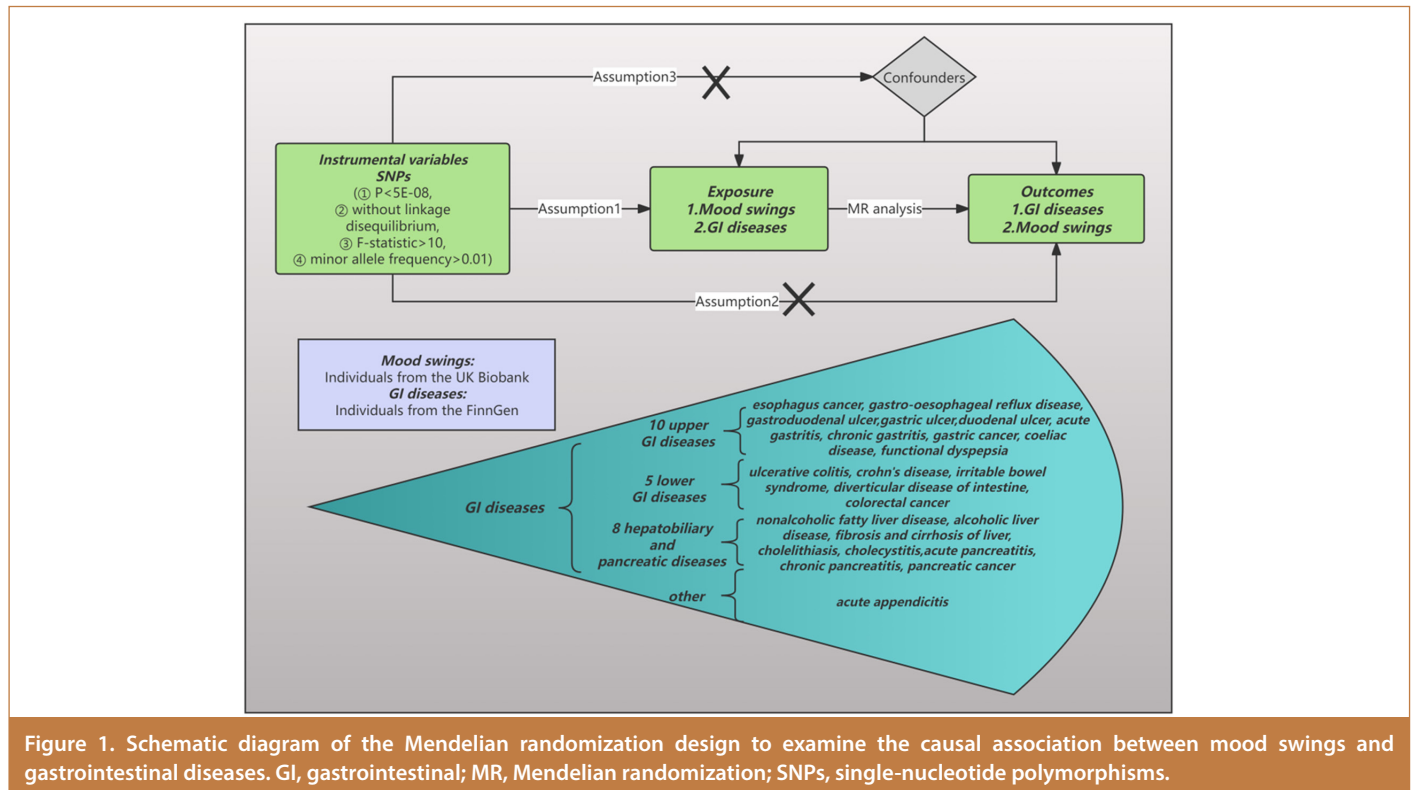 Assumption3
Confounders
Instrumental variables
SNPs
(① P<5E-08,
② without linkage
disequilibrium,
③ F-statistic>10,
④ minor allele frequency>0.01)
Assumption1
Exposure
1.Mood swings
2.GI diseases
MR analysis
Outcomes
1.GI diseases
2.Mood swings
Assumption2
Mood swings:
Individuals from the UK Biobank
GI diseases:
Individuals from the FinnGen
GI diseases
10 upper
GI diseases
esophagus cancer, gastro-oesophageal reflux disease,
gastroduodenal ulcer,gastric ulcer,duodenal ulcer, acute
gastritis, chronic gastritis, gastric cancer, coeliac
disease, functional dyspepsia
5 lower
GI diseases
ulcerative colitis, crohn's disease, irritable bowel
syndrome, diverticular disease of intestine,
colorectal cancer
8 hepatobiliary
and
pancreatic diseases
nonalcoholic fatty liver disease, alcoholic liver
disease, fibrosis and cirrhosis of liver,
cholelithiasis, cholecystitis,acute pancreatitis,
chronic pancreatitis, pancreatic cancer
other
acute appendicitis
Figure 1. Schematic diagram of the Mendelian randomization design to examine the causal association between mood swings and
gastrointestinal diseases. GI, gastrointestinal; MR, Mendelian randomization; SNPs, single-nucleotide polymorphisms.